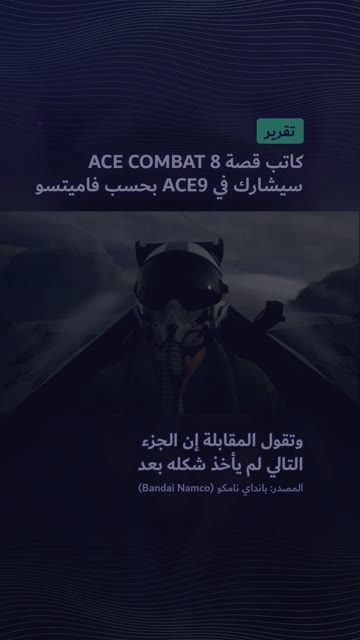 تقرير
كاتب قصة ACE COMBAT 8
سيشارك في ACE9 بحسب فاميتسو
وتقول المقابلة إن الجزء
التالي لم يأخذ شكله بعد
المصدر: بانداي نامكو (Bandai Namco)